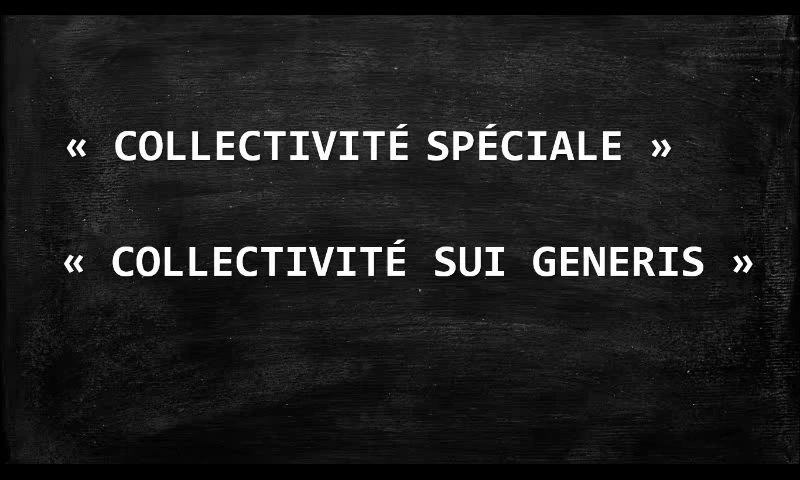 « COLLECTIVITÉ SPÉCIALE »
« COLLECTIVITÉ SUI GENERIS »